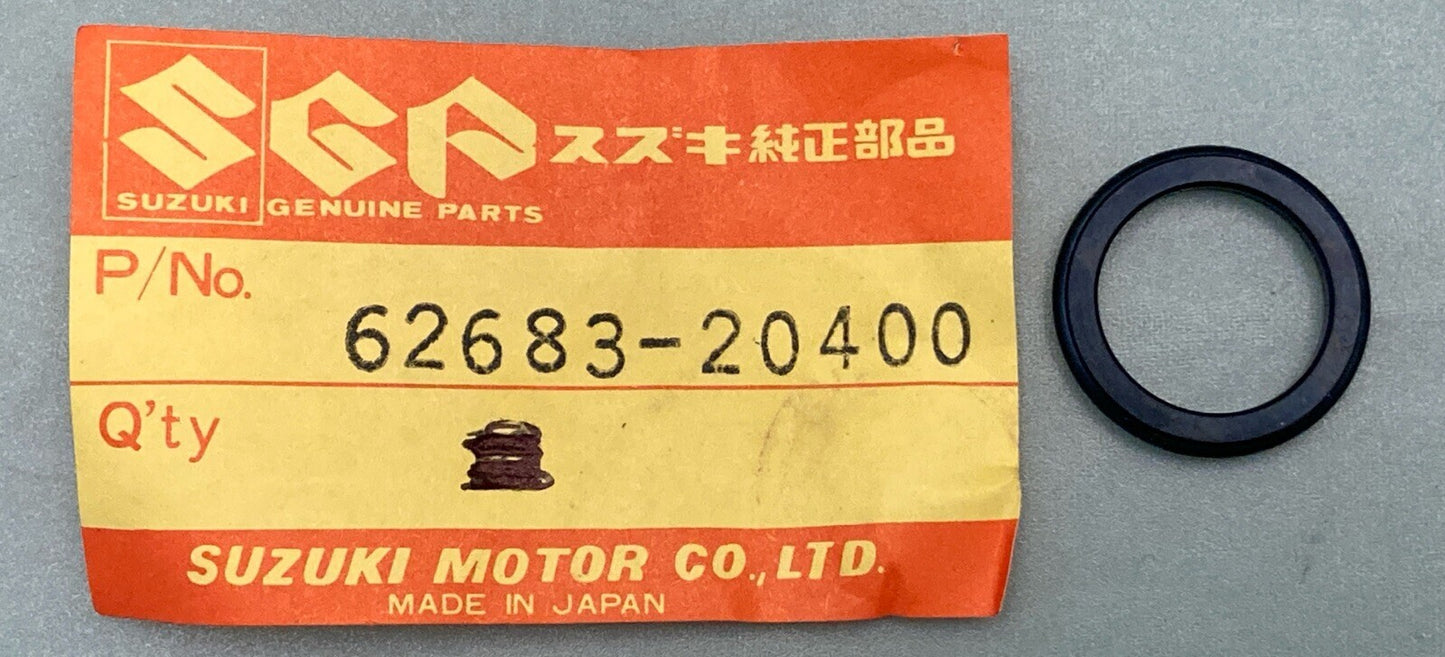 SGP スズキ純正部品
SUZUKI GENUINE PARTS
P/No.
62683-20400
Q'ty
SUZUKI MOTOR CO., LTD.
MADE IN JAPAN